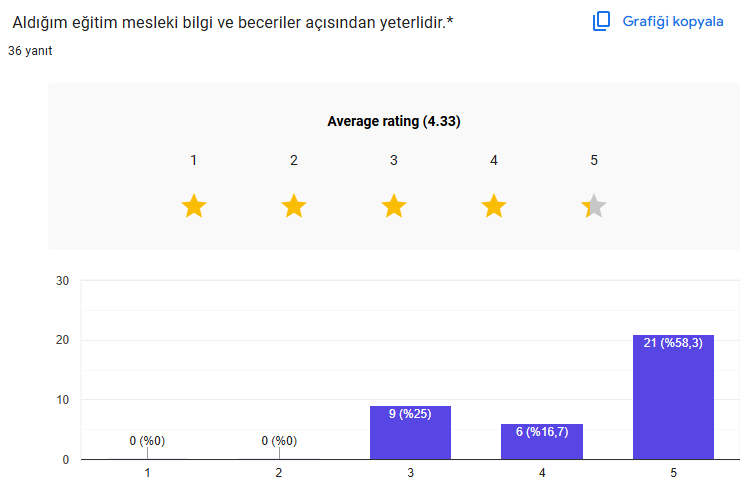 Aldığım eğitim mesleki bilgi ve beceriler açısından yeterlidir.*
Grafiği kopyala
36 yanıt
Average rating (4.33)
1 2 3 4 5
30
20
10
0
0 (%0)
0 (%0)
9 (%25)
6 (%16,7)
21 (%58,3)
1 2 3 4 5